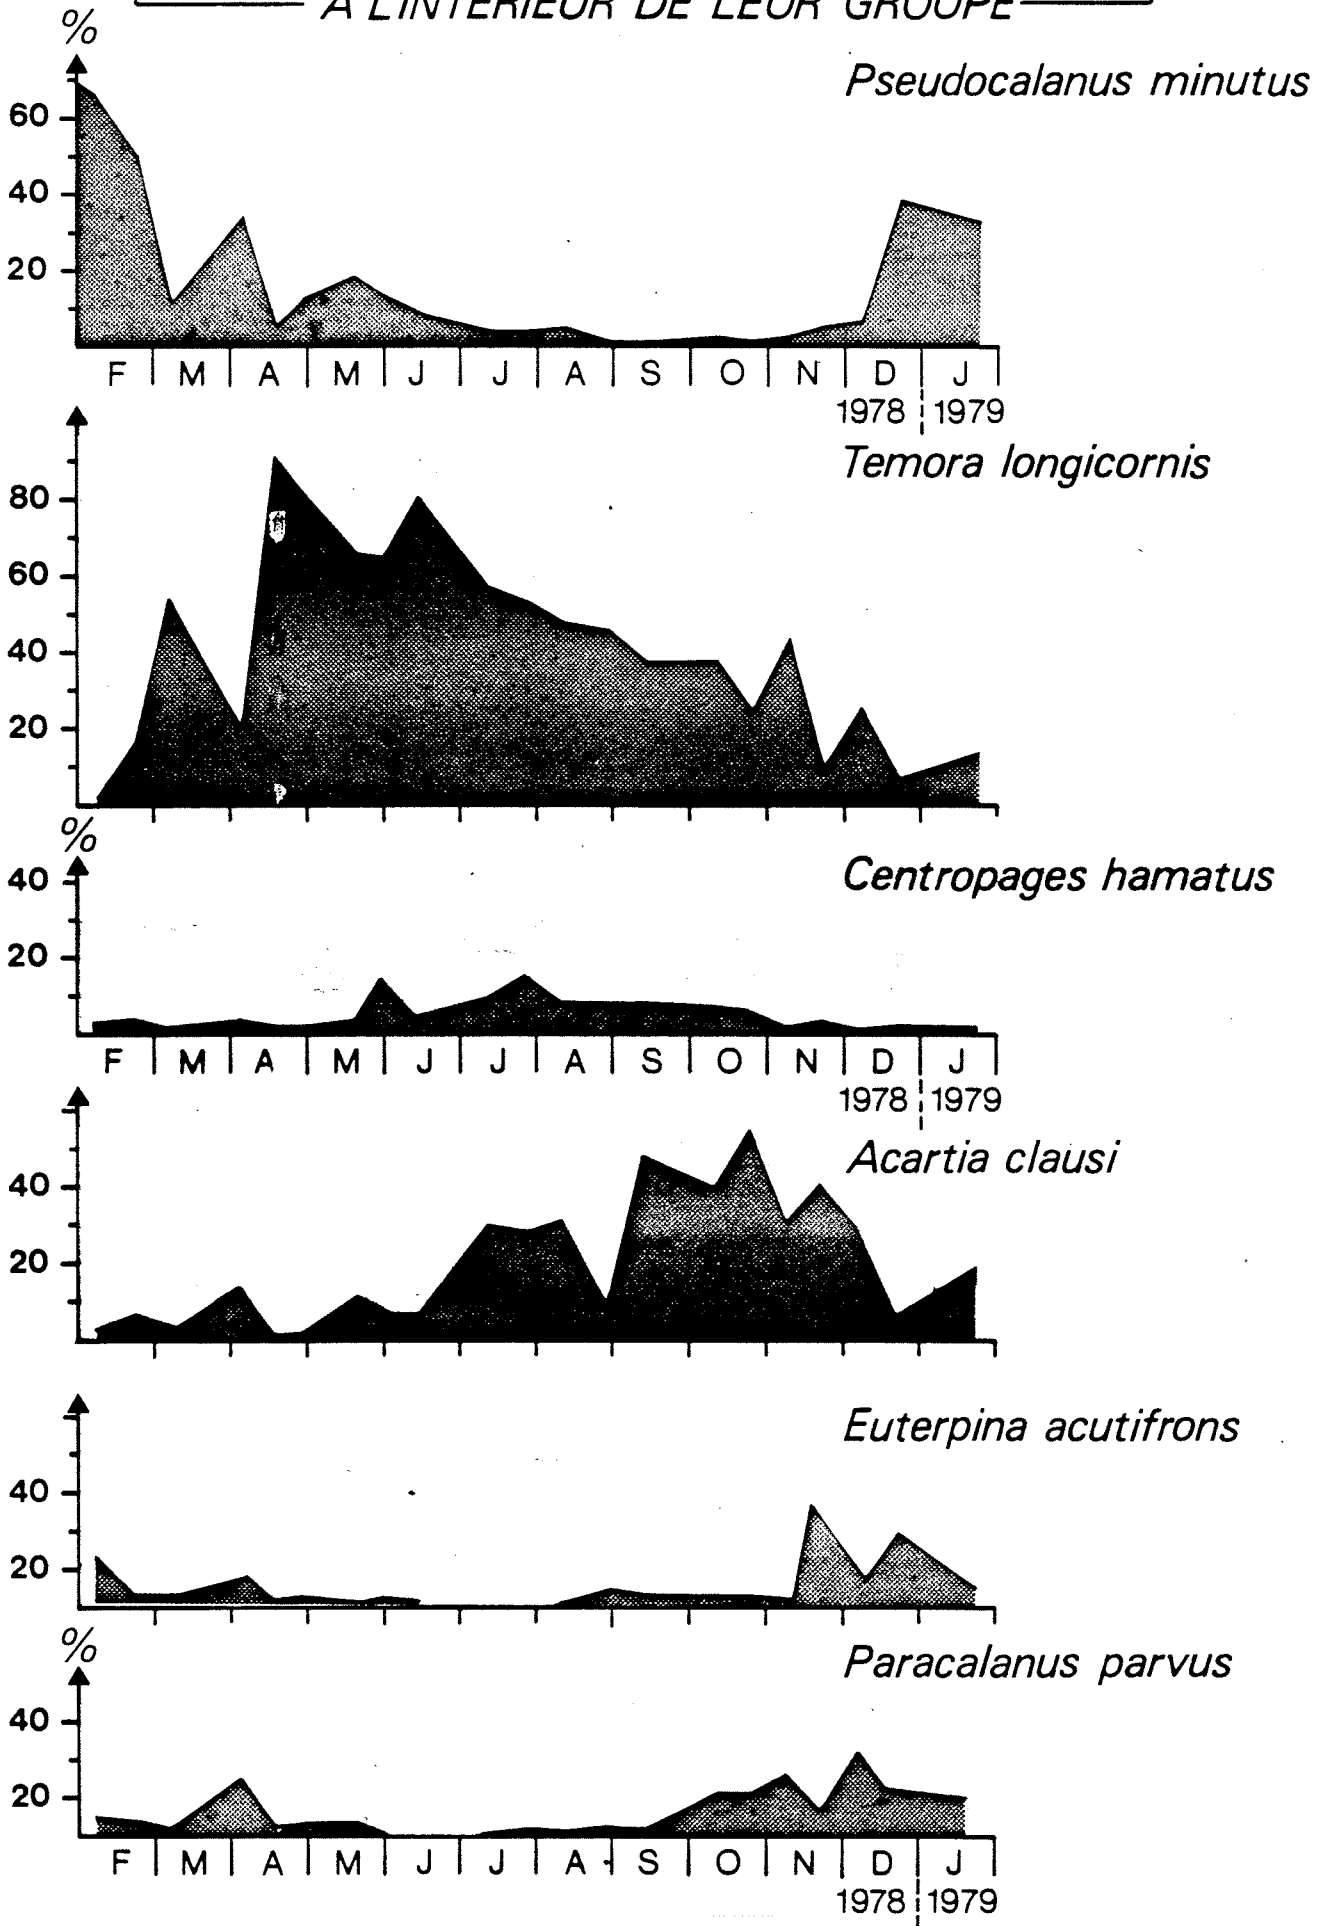 A L'INTERIEUR DE LEUR GROUPE
%
Pseudocalanus minutus
60
40
20
F M A M J J A S O N D J
1978 1979
Temora longicornis
80
60
40
20
%
Centropages hamatus
40
20
F M A M J J A S O N D J
1978 1979
Acartia clausi
40
20
Euterpina acutifrons
40
20
%
Paracalanus parvus
40
20
F M A M J J A S O N D J
1978 1979